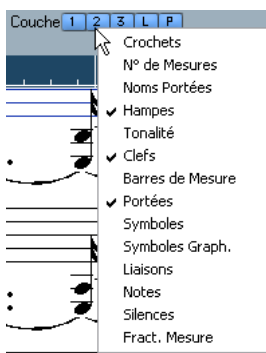 Couche 1 2 3 L P
Crochets
N° de Mesures
Noms Portées
Hampes
Tonalité
Clefs
Barres de Mesure
Portées
Symboles
Symboles Graph.
Liaisons
Notes
Silences
Fract. Mesure